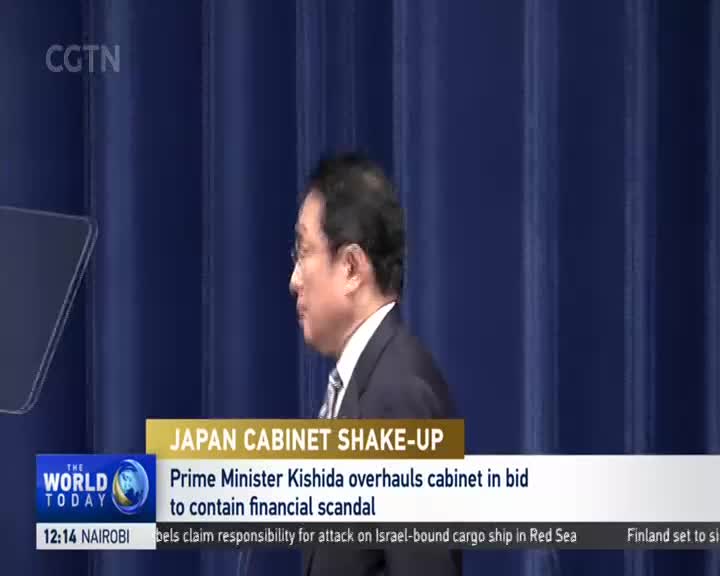 CGTN
JAPAN CABINET SHAKE-UP
THE
WORLD
TODAY
Prime Minister Kishida overhauls cabinet in bid
to contain financial scandal
12:14 NAIROBI
claim responsibility for attack on Israel-bound cargo ship in Red Sea Finland set to